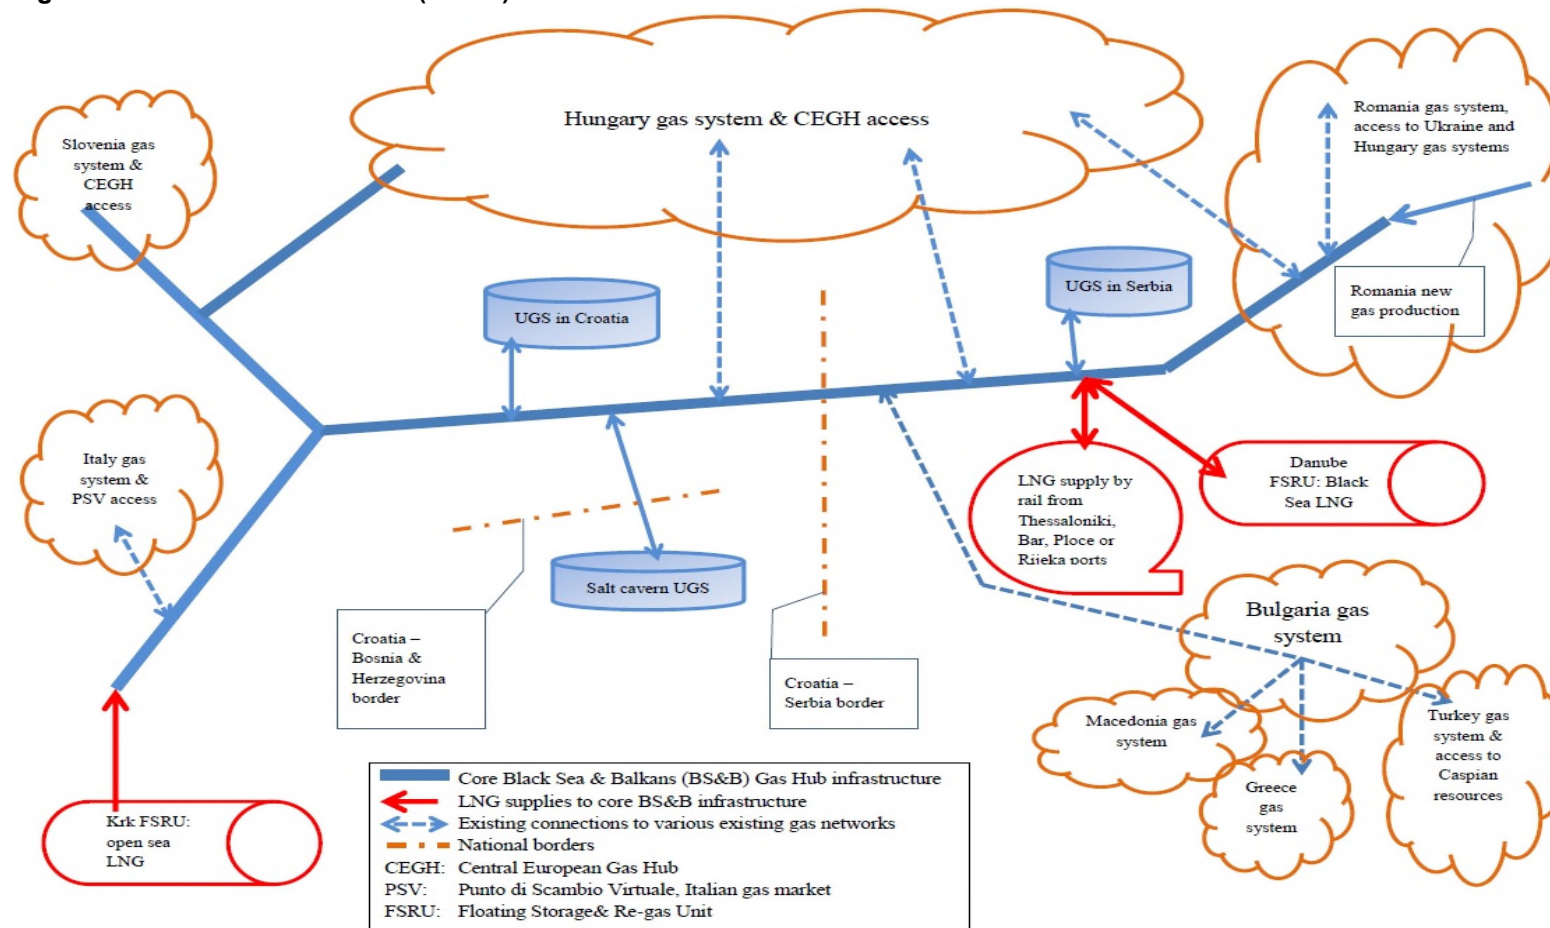 Hungary gas system & CEGH access
Romania gas system,
access to Ukraine and
Hungary gas systems
Slovenia gas
system &
CEGH
access
UGS in Croatia
UGS in Serbia
Romania new
gas production
Italy gas
system &
PSV access
LNG supply by
rail from
Thessaloniki,
Bar, Ploce or
Rijeka ports
Danube
FSRU: Black
Sea LNG
Salt cavern UGS
Croatia –
Bosnia &
Herzegovina
border
Croatia –
Serbia border
Bulgaria gas
system
Macedonia gas
system
Greece
gas
system
Turkey gas
system &
access to
Caspian
resources
Krk FSRU:
open sea
LNG
Core Black Sea & Balkans (BS&B) Gas Hub infrastructure
LNG supplies to core BS&B infrastructure
Existing connections to various existing gas networks
National borders
CEGH: Central European Gas Hub
PSV: Punto di Scambio Virtuale, Italian gas market
FSRU: Floating Storage& Re-gas Unit